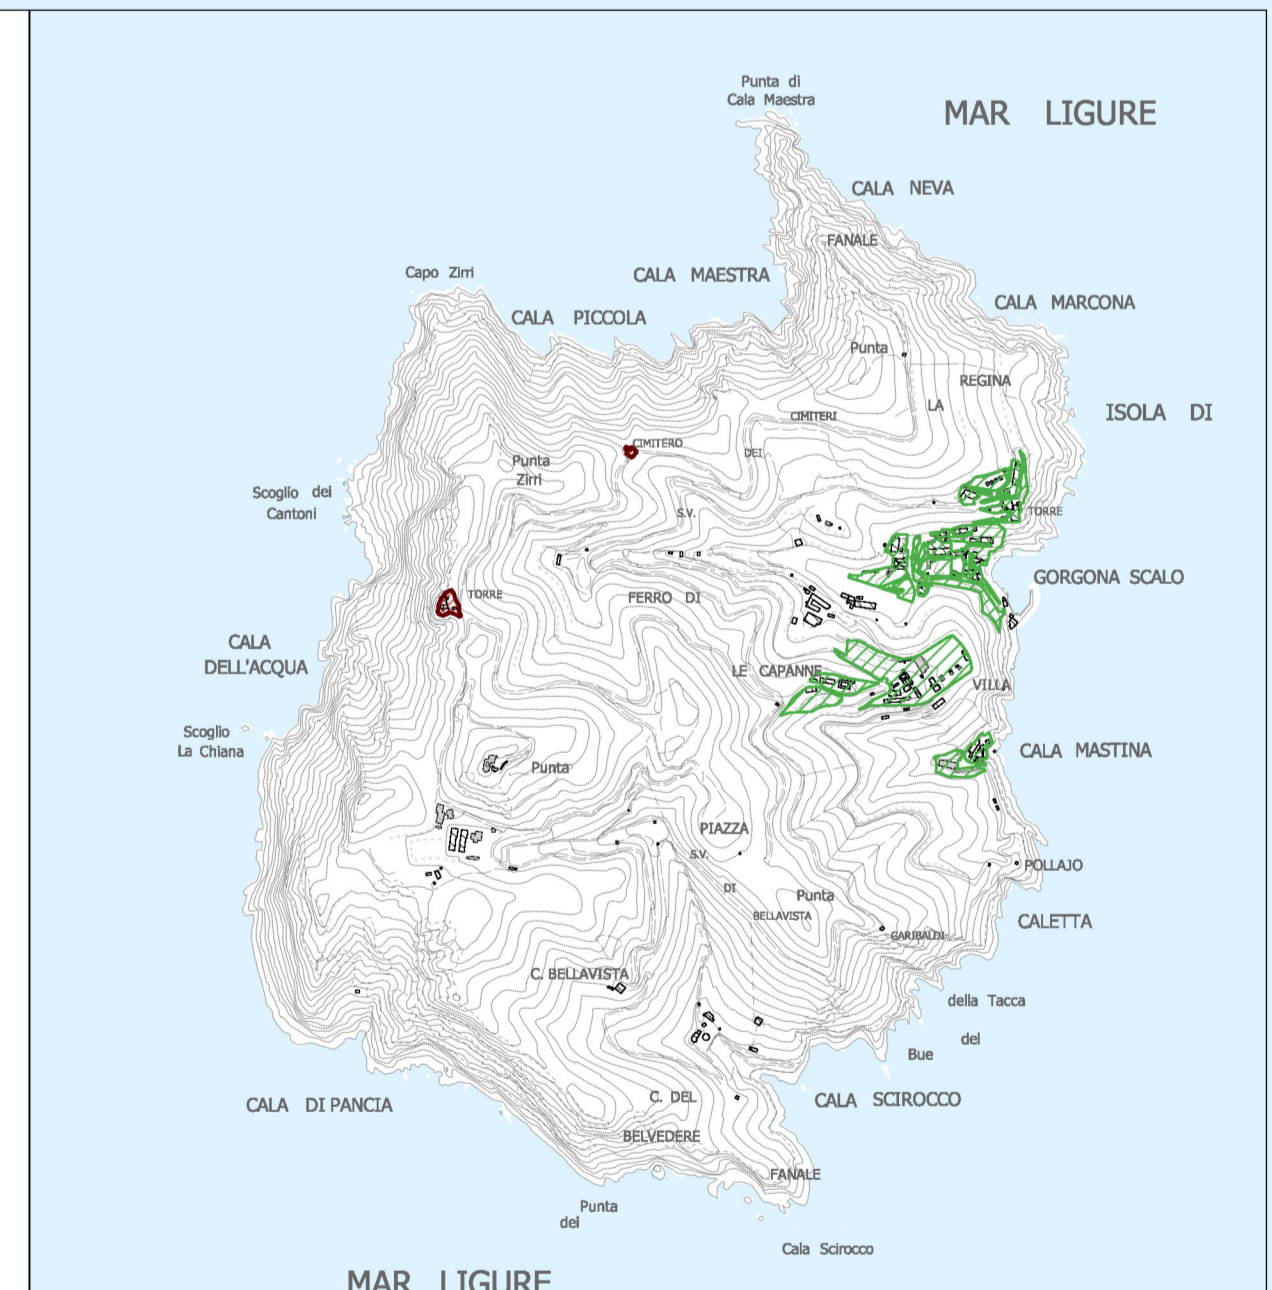 Punta di
Cala Maestra
MAR LIGURE
CALA NEVA
FANALE
Capo Zirri
CALA MAESTRA
CALA MARCONA
CALA PICCOLA
Punta
REGINA
LA
ISOLA DI
CIMITERI
CIMITERO
DEI
Punta
Zirri
Scoglio dei
Cantoni
S.V.
TORRE
GORGONA SCALO
TORRE
FERRO DI
CALA
DELL'ACQUA
LE CAPANNE
VILLA
Scoglio
La Chiana
CALA MASTINA
Punta
PIAZZA
S.V.
POLLAJO
DI
Punta
BELLAVISTA
CALETTA
GARIBALDI
C. BELLAVISTA
della Tacca
del
Bue
C. DEL
CALA SCIROCCO
CALA DI PANCIA
BELVEDERE
FANALE
Punta
dei
Cala Scirocco
MAR LIGURE